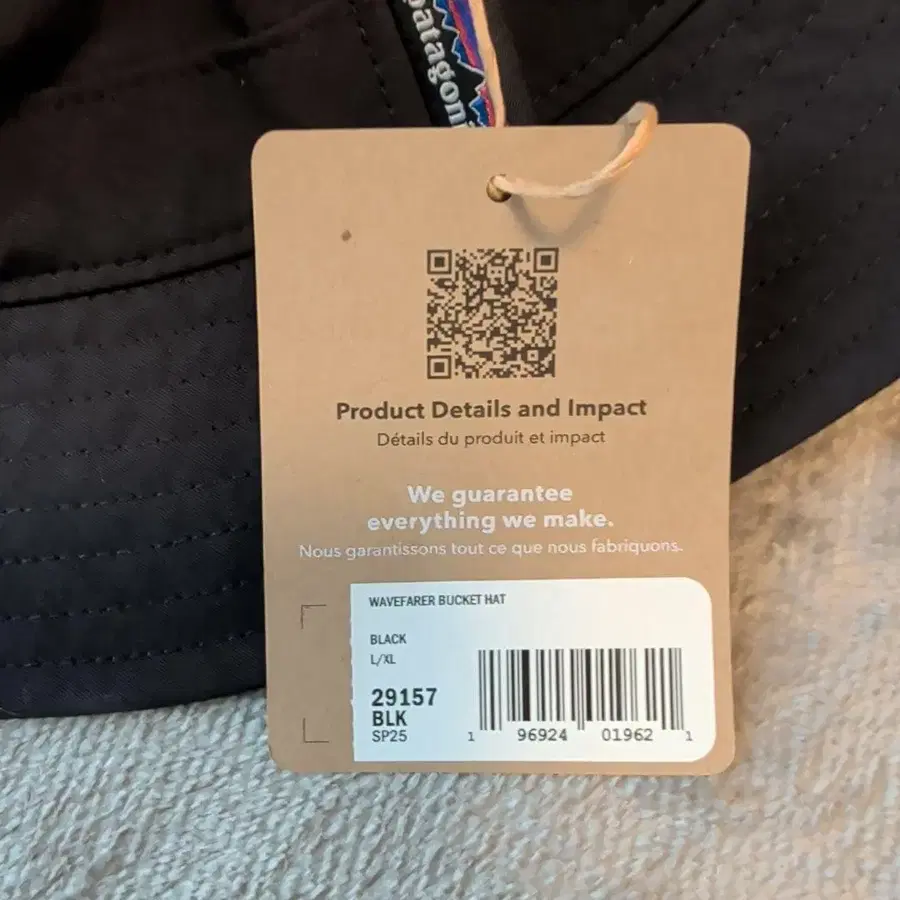 patagoni
Product Details and Impact
Détails du produit et impact
We guarantee
everything we make.
Nous garantissons tout ce que nous fabriquons.
WAVEFARER BUCKET HAT
BLACK
L/XL
29157
BLK
SP25
1 96924 01962 1